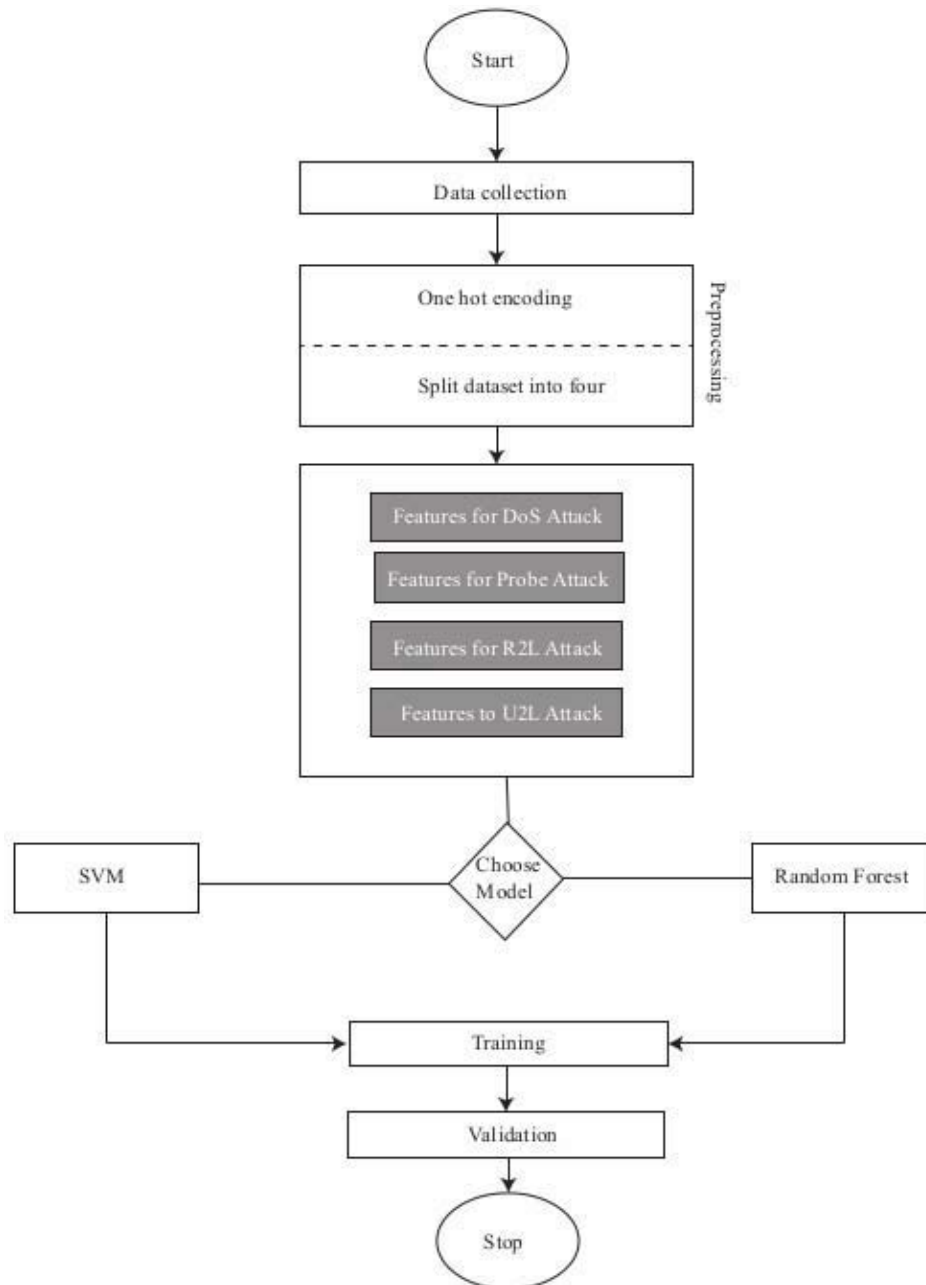 Start
Data collection
One hot encoding
Preprocessing
Split dataset into four
Features for DoS Attack
Features for Probe Attack
Features for R2L Attack
Features to U2L Attack
SVM
Choose
Model
Random Forest
Training
Validation
Stop